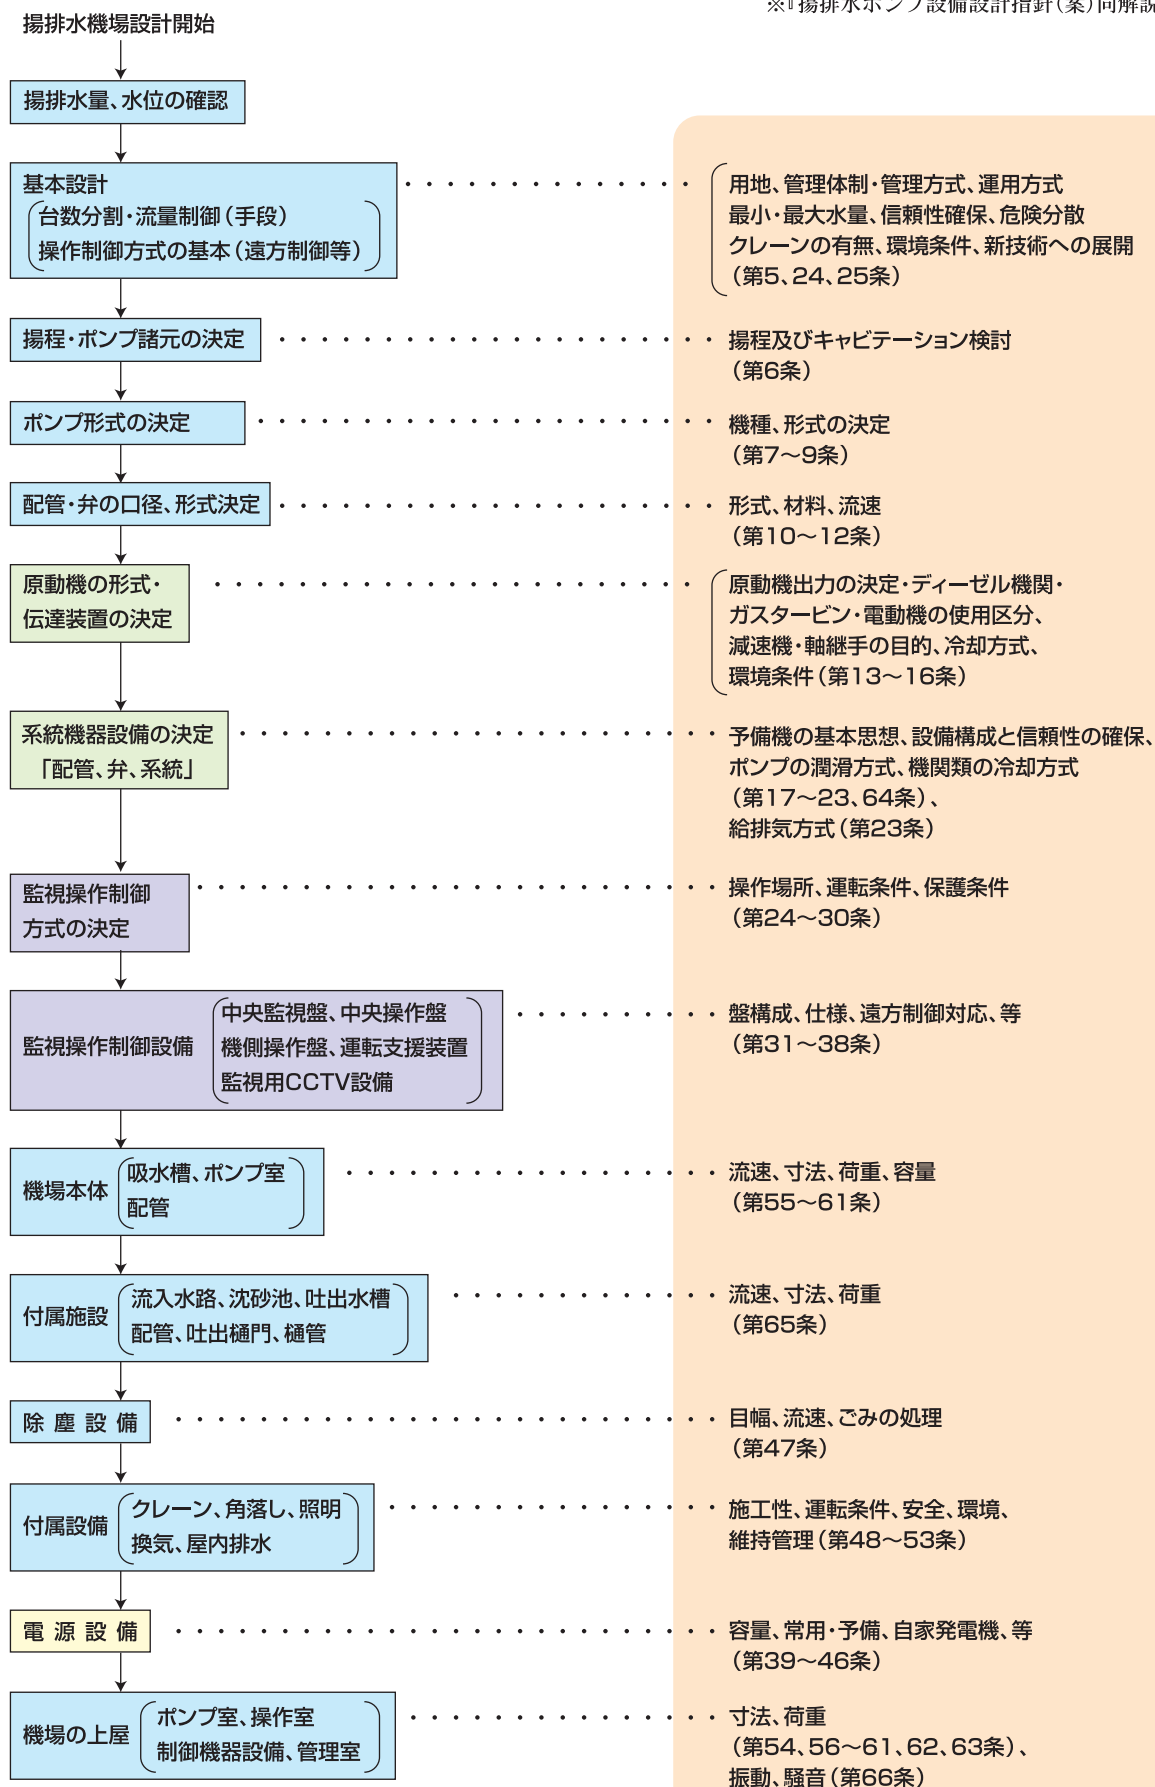 ※『揚排水ポンプ設備設計指針(案)同解説
揚排水機場設計開始
揚排水量、水位の確認
基本設計
台数分割・流量制御（手段）
操作制御方式の基本（遠方制御等）
用地、管理体制・管理方式、運用方式
最小・最大水量、信頼性確保、危険分散
クレーンの有無、環境条件、新技術への展開
（第5、24、25条）
揚程・ポンプ諸元の決定
揚程及びキャビテーション検討
（第6条）
ポンプ形式の決定
機種、形式の決定
（第7～9条）
配管・弁の口径、形式決定
形式、材料、流速
（第10～12条）
原動機の形式・
伝達装置の決定
原動機出力の決定・ディーゼル機関・
ガスタービン・電動機の使用区分、
減速機・軸継手の目的、冷却方式、
環境条件（第13～16条）
系統機器設備の決定
「配管、弁、系統」
予備機の基本思想、設備構成と信頼性の確保、
ポンプの潤滑方式、機関類の冷却方式
（第17～23、64条）、
給排気方式（第23条）
監視操作制御
方式の決定
操作場所、運転条件、保護条件
（第24～30条）
監視操作制御設備
中央監視盤、中央操作盤
機側操作盤、運転支援装置
監視用CCTV設備
盤構成、仕様、遠方制御対応、等
（第31～38条）
機場本体
吸水槽、ポンプ室
配管
流速、寸法、荷重、容量
（第55～61条）
付属施設
流入水路、沈砂池、吐出水槽
配管、吐出樋門、樋管
流速、寸法、荷重
（第65条）
除塵設備
目幅、流速、ごみの処理
（第47条）
付属設備
クレーン、角落し、照明
換気、屋内排水
施工性、運転条件、安全、環境、
維持管理（第48～53条）
電源設備
容量、常用・予備、自家発電機、等
（第39～46条）
機場の上屋
ポンプ室、操作室
制御機器設備、管理室
寸法、荷重
（第54、56～61、62、63条）、
振動、騒音（第66条）